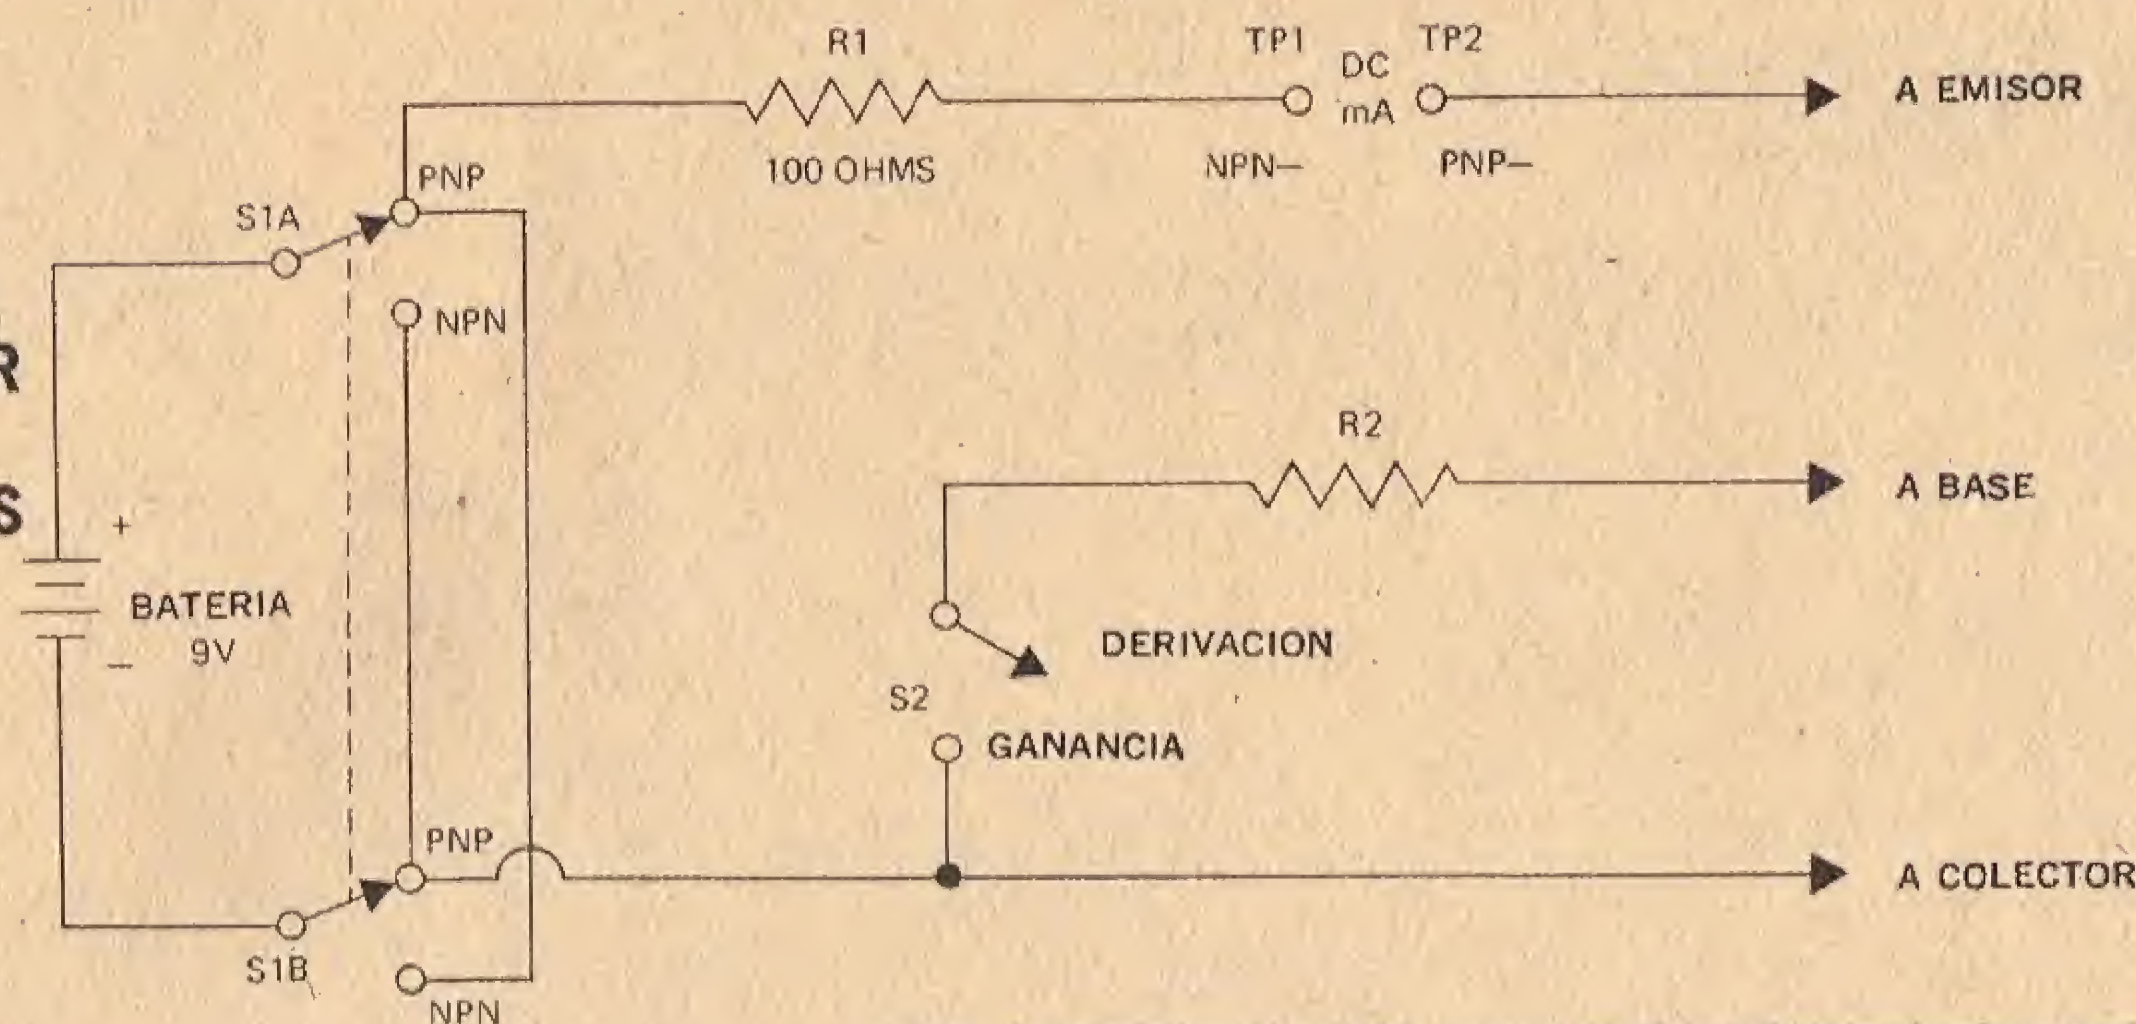 R1
TP1
DC
mA
TP2
A EMISOR
100 OHMS
NPN–
PNP–
S1A
PNP
NPN
R
S
+
BATERIA
9V
–
R2
A BASE
DERIVACION
S2
GANANCIA
PNP
A COLECTOR
S1B
NPN